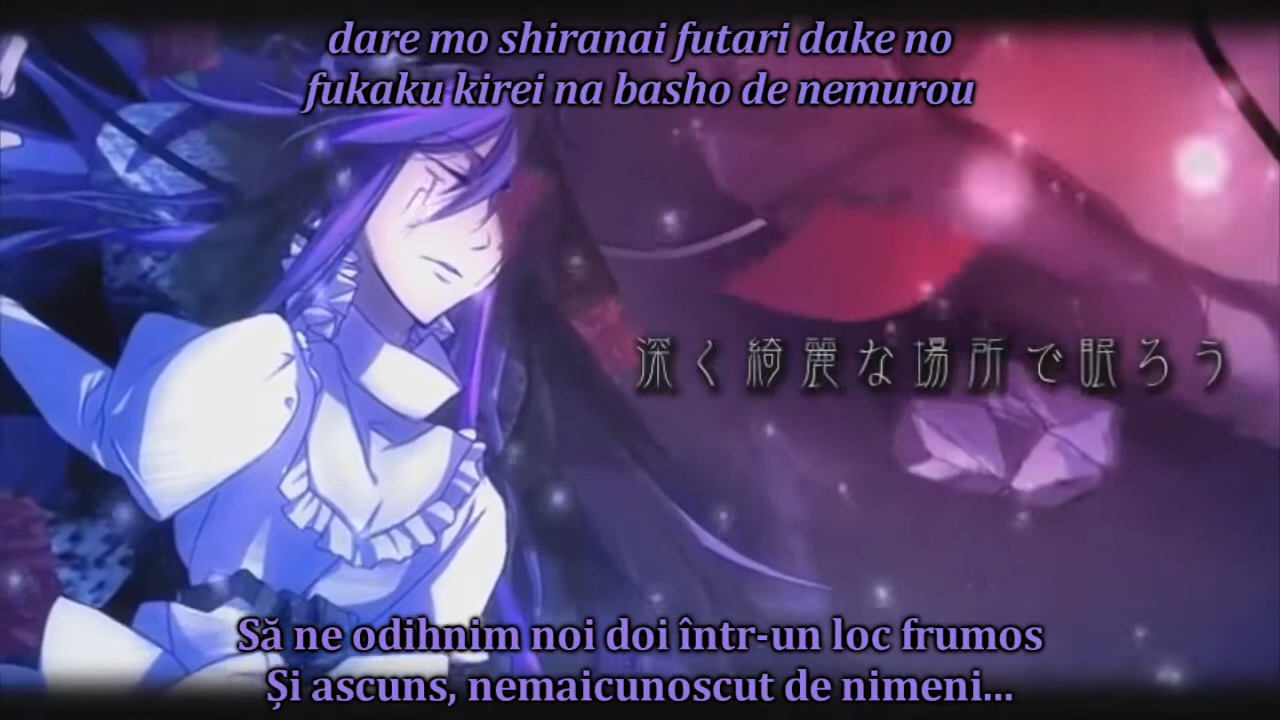 dare mo shiranai futari dake no
fukaku kirei na basho de nemurou
深く綺麗な場所で眠ろう
Să ne odihnim noi doi într-un loc frumos
Și ascuns, nemaicunoscut de nimeni...